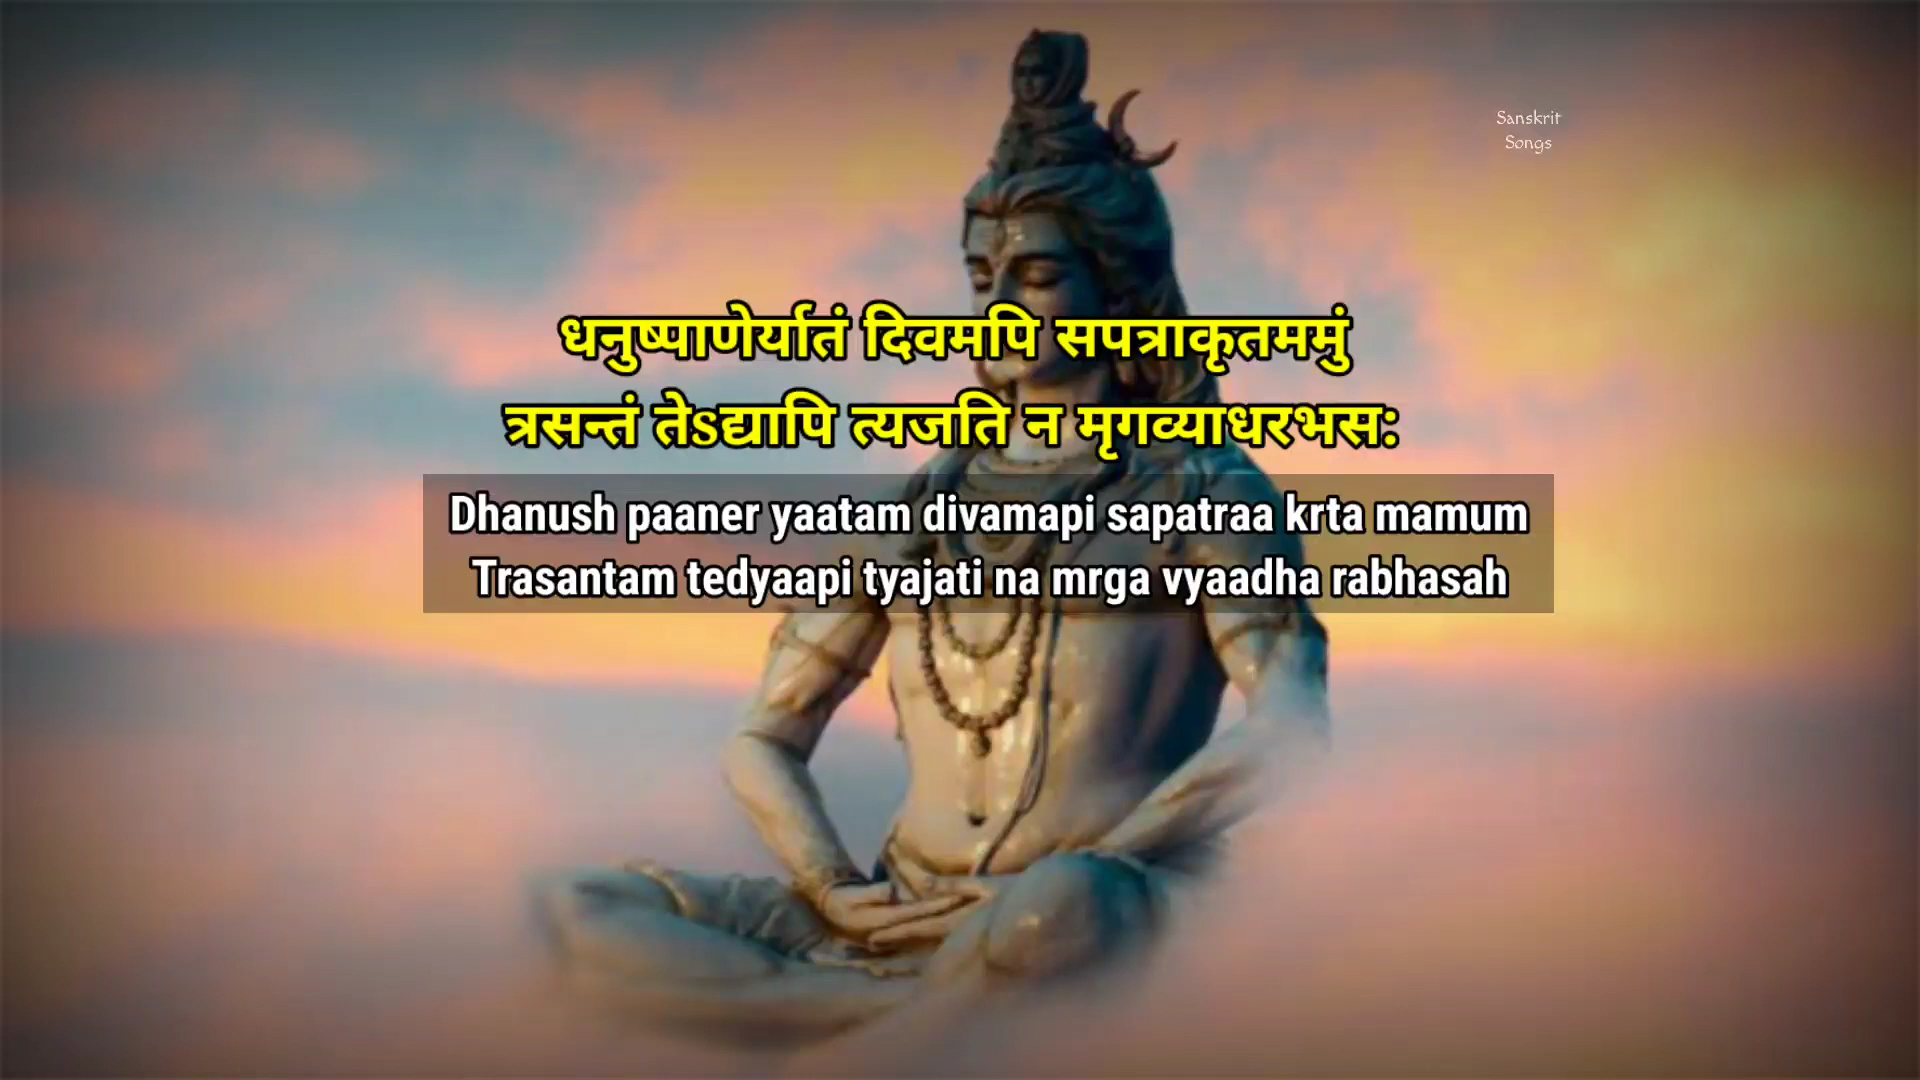 Sanskrit
Songs
धनुष्पाणेर्यातं दिवमपि सपत्राकृतममुं
त्रसन्तं तेsद्यापि त्यजति न मृगव्याधरभस:
Dhanush paaner yaatam divamapi sapatraa krta mamum
Trasantam tedyaapi tyajati na mrga vyaadha rabhasah